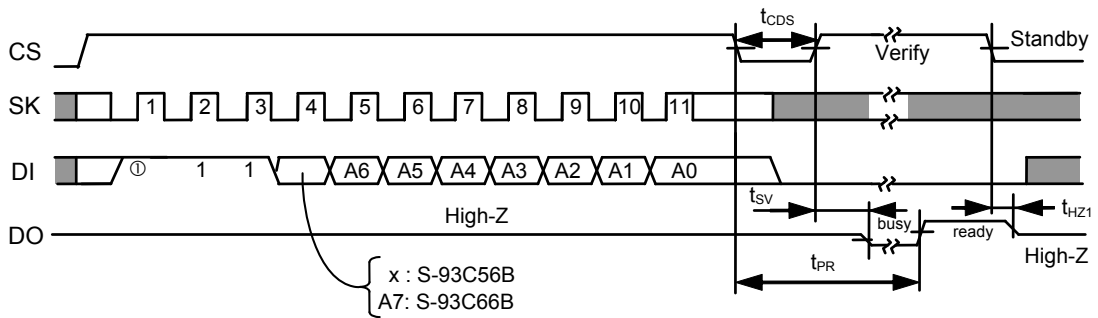 CS tCDS Verify Standby
SK 1 2 3 4 5 6 7 8 9 10 11
DI ① 1 1 A6 A5 A4 A3 A2 A1 A0
DO High-Z tSV busy ready tHZ1
tPR High-Z
x : S-93C56B
A7: S-93C66B